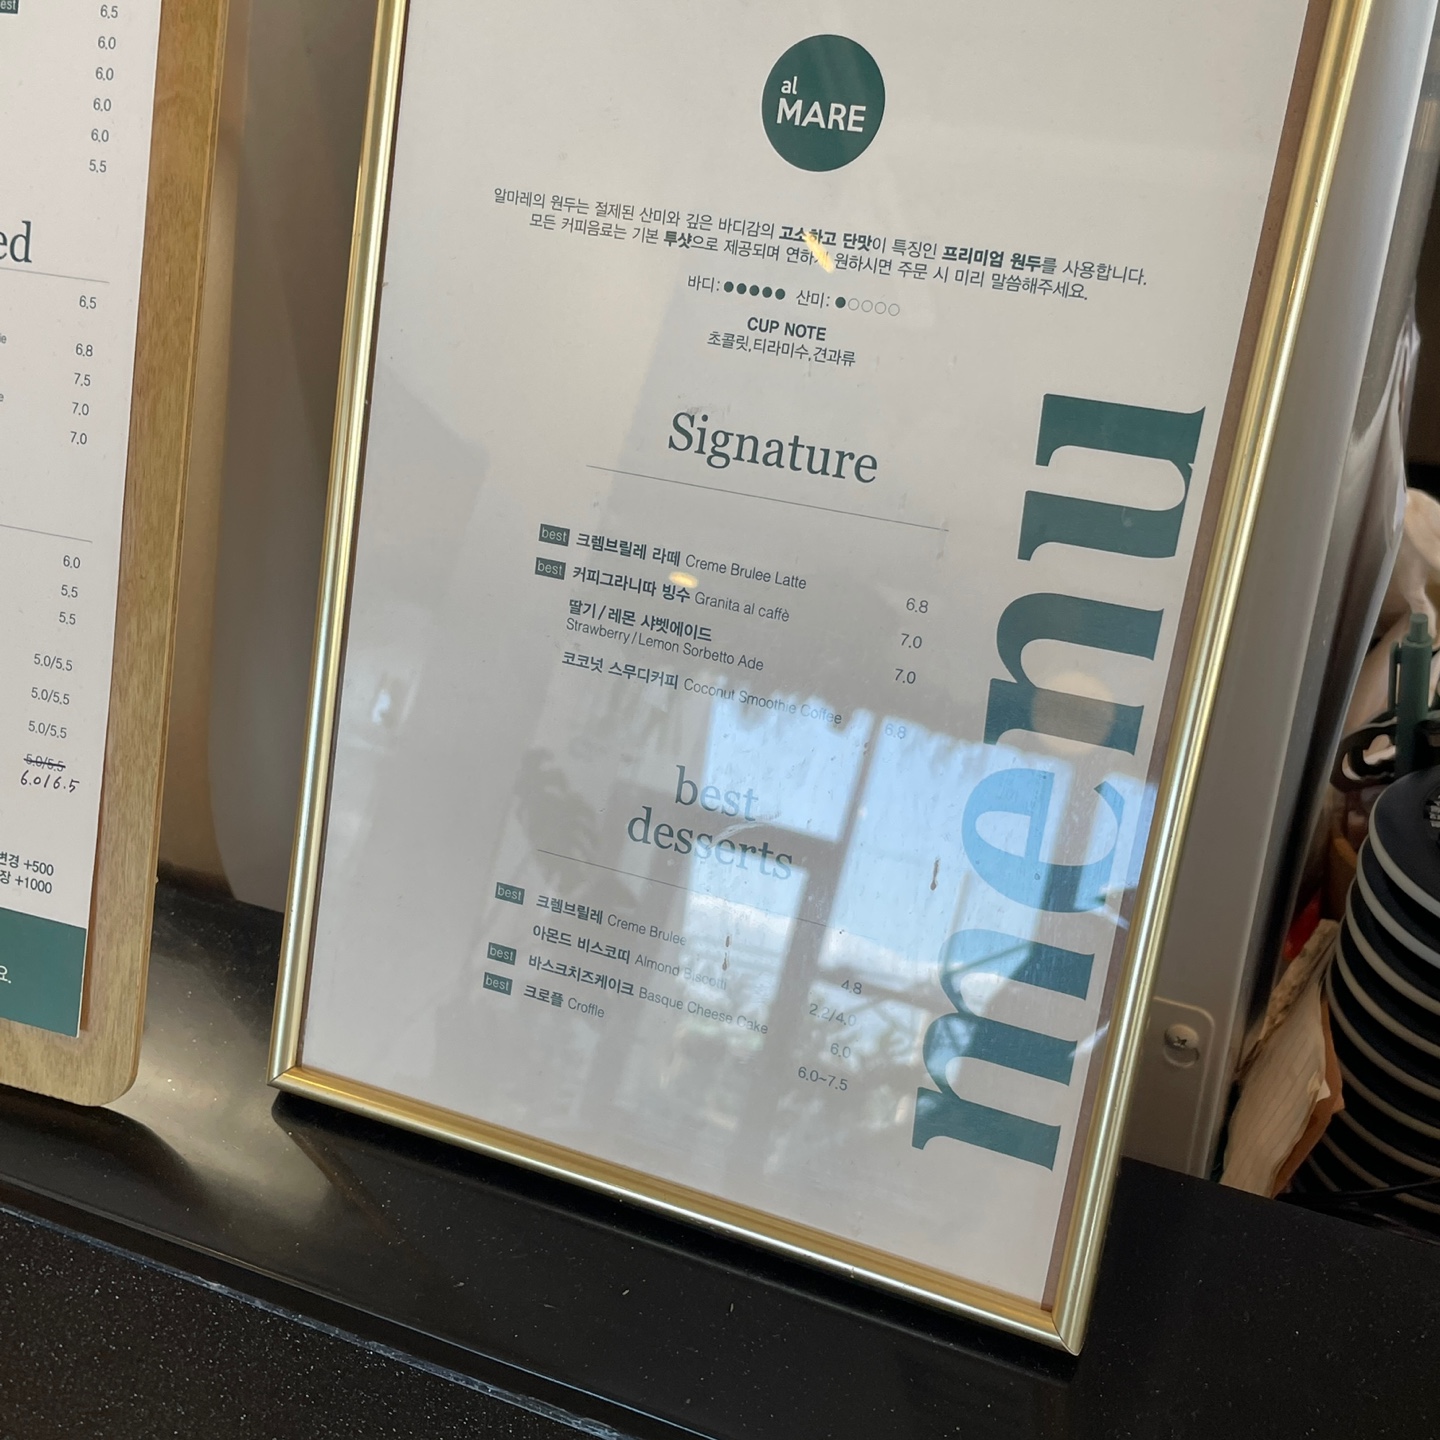 est
6.5
6.0
6.0
6.0
6.0
5.5
ed
6.5
6.8
7.5
7.0
7.0
6.0
5.5
5.5
5.0/5.5
5.0/5.5
5.0/5.5
5.0/5.5
6.0/6.5
변경 +500
장 +1000
요.
al
MARE
알마레의 원두는 절제된 산미와 깊은 바디감의 고소하고 단맛이 특징인 프리미엄 원두를 사용합니다.
모든 커피음료는 기본 투샷으로 제공되며 연하게 원하시면 주문 시 미리 말씀해주세요.
바디:●●●●● 산미:●○○○○
CUP NOTE
초콜릿,티라미수,견과류
Signature
best 크렘브릴레 라떼 Creme Brulee Latte 6.8
best 커피그라니따 빙수 Granita al caffè 7.0
딸기/레몬 샤벳에이드
Strawberry/Lemon Sorbetto Ade 7.0
코코넛 스무디커피 Coconut Smoothie Coffee 6.8
best
desserts
best 크렘브릴레 Creme Brulee 4.8
아몬드 비스코띠 Almond Biscotti 2.2/4.0
best 바스크치즈케이크 Basque Cheese Cake 6.0
best 크로플 Croffle 6.0~7.5
menu